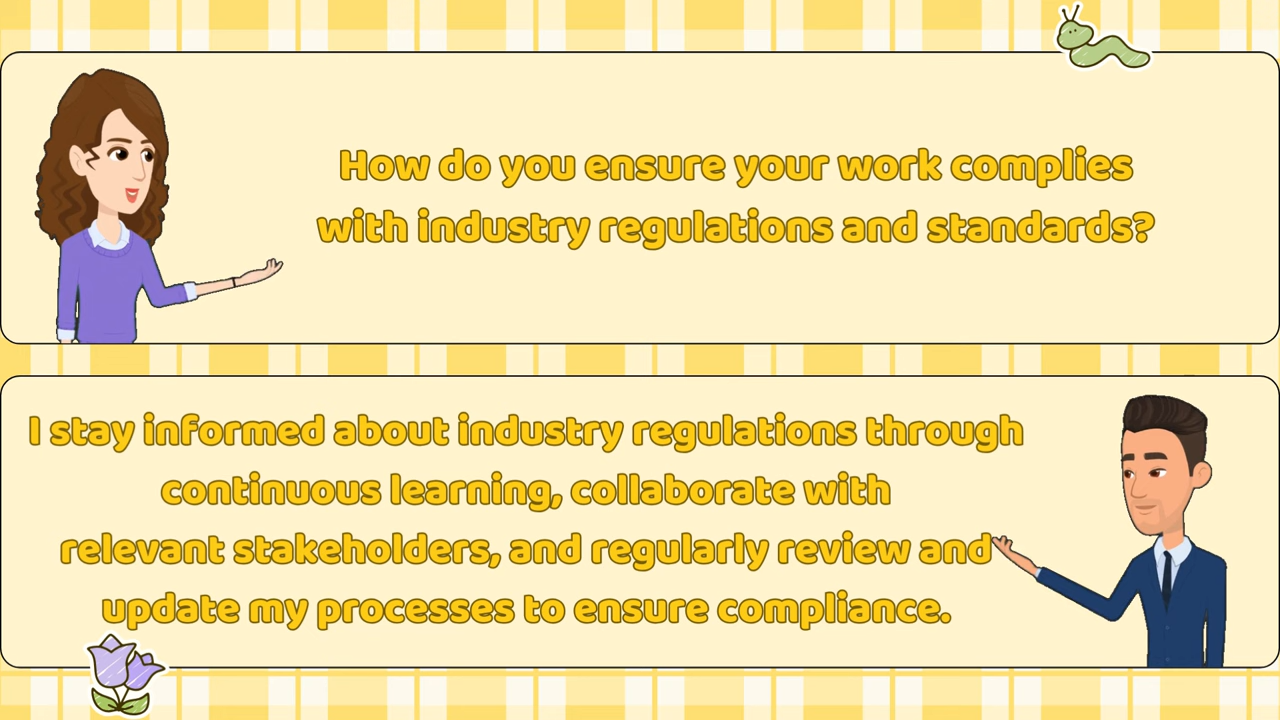 How do you ensure your work complies
with industry regulations and standards?
I stay informed about industry regulations through
continuous learning, collaborate with
relevant stakeholders, and regularly review and
update my processes to ensure compliance.